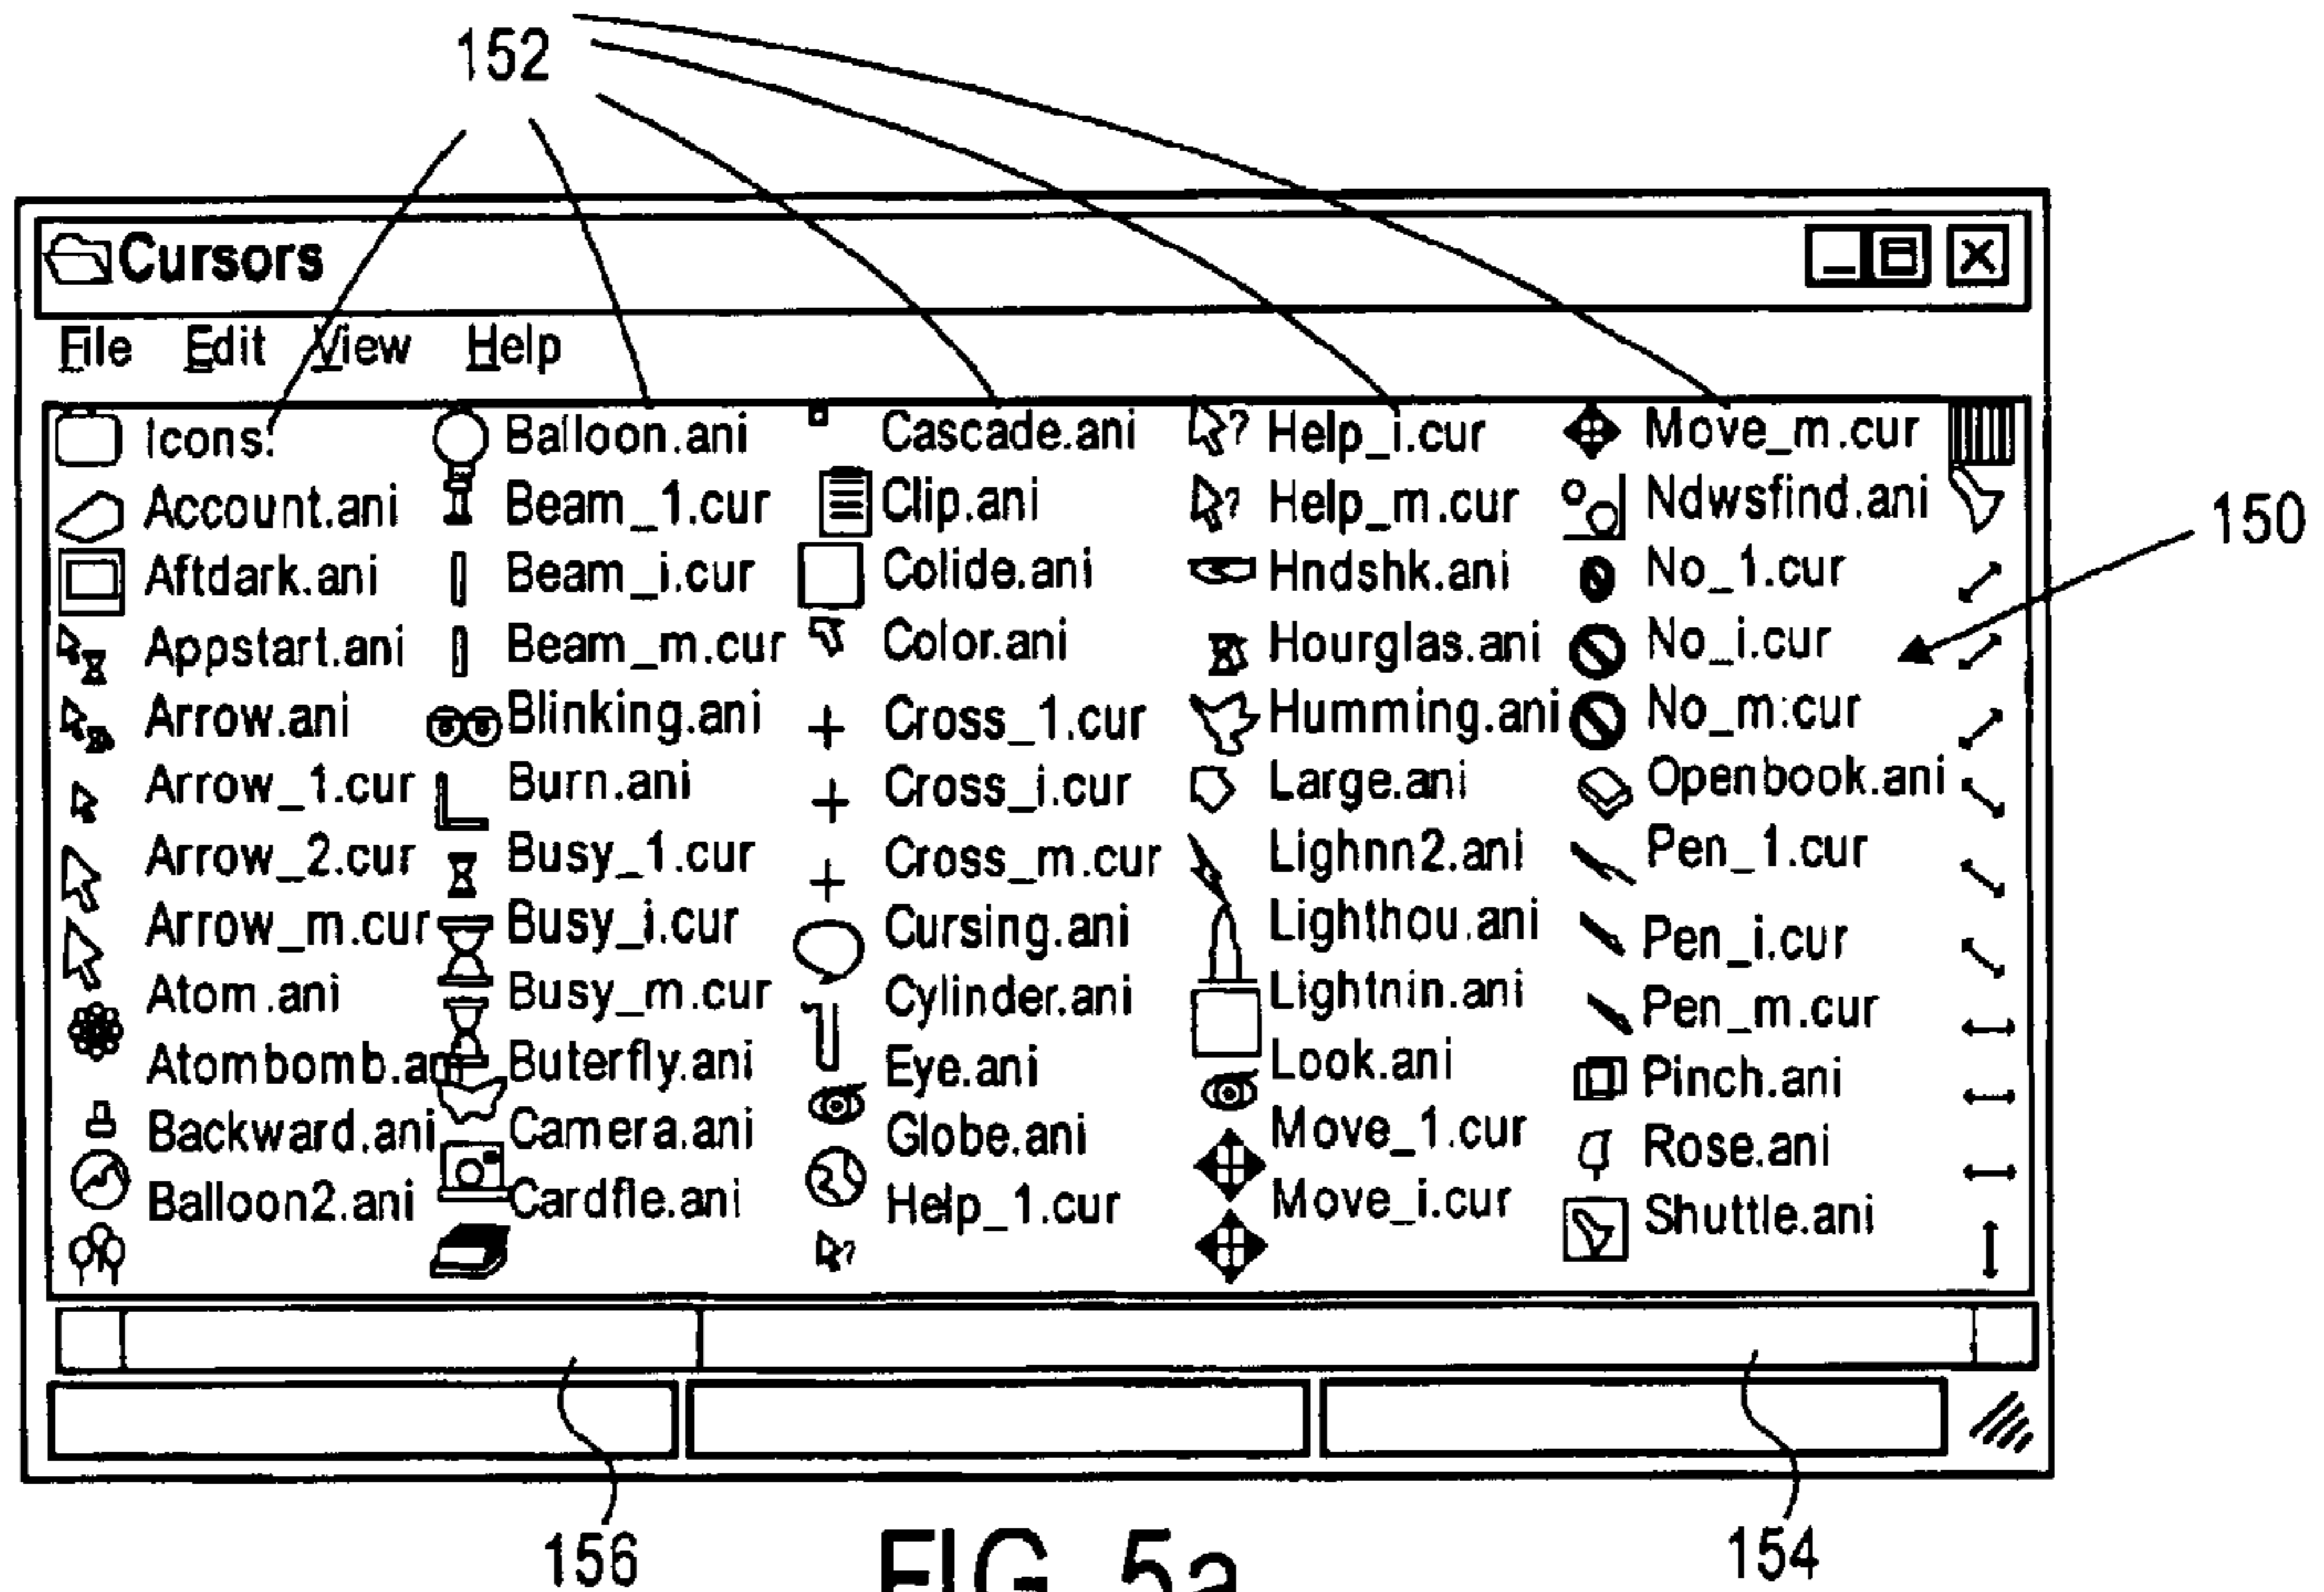 152
Cursors
File Edit View Help
Icons. Balloon.ani Cascade.ani Help_i.cur Move_m.cur
Account.ani Beam_1.cur Clip.ani Help_m.cur Ndwsfind.ani
150
Aftdark.ani Beam_i.cur Colide.ani Hndshk.ani No_1.cur
Appstart.ani Beam_m.cur Color.ani Hourglas.ani No_i.cur
Arrow.ani Blinking.ani Cross_1.cur Humming.ani No_m:cur
Arrow_1.cur Burn.ani Cross_i.cur Large.ani Openbook.ani
Arrow_2.cur Busy_1.cur Cross_m.cur Lighnn2.ani Pen_1.cur
Arrow_m.cur Busy_i.cur Cursing.ani Lighthou.ani Pen_i.cur
Atom.ani Busy_m.cur Cylinder.ani Lightnin.ani Pen_m.cur
Atombomb.an Buterfly.ani Eye.ani Look.ani Pinch.ani
Backward.ani Camera.ani Globe.ani Move_1.cur Rose.ani
Balloon2.ani Cardfle.ani Help_1.cur Move_i.cur Shuttle.ani
156 154
FIG. 5a